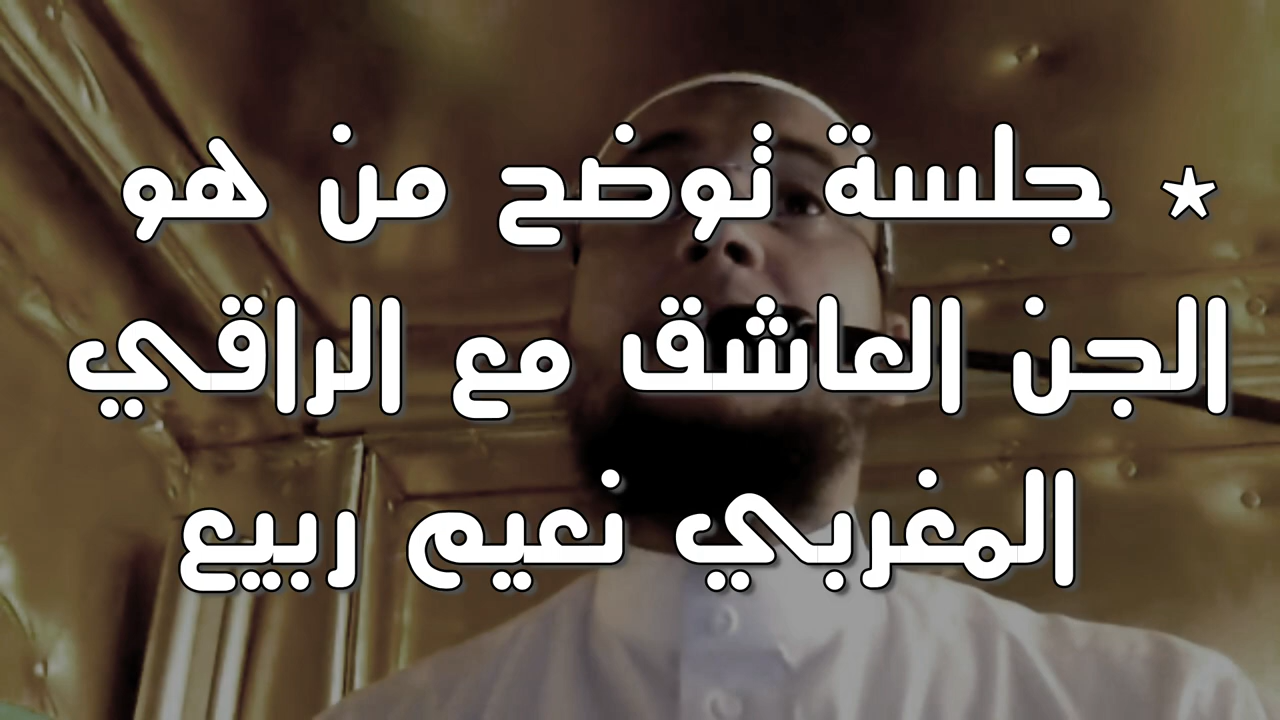 ★ جلسة توضح من هو
الجن العاشق مع الراقي
المغربي نعيم ربيع